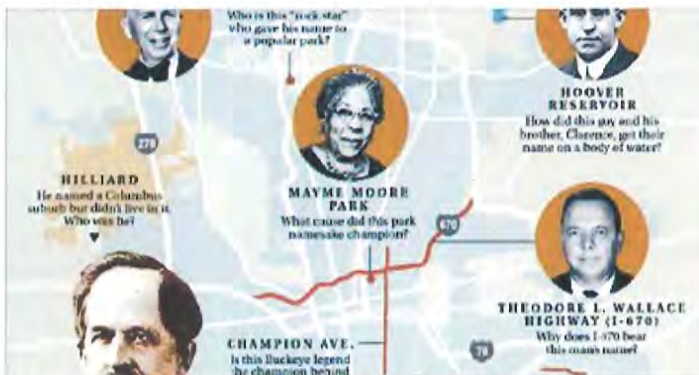 Who is this "rock star"
who gave his name to
a popular park?
HOOVER
RESERVOIR
How did this guy and his
brother, Clarence, get their
name on a body of water?
270
HILLIARD
He named a Columbus
suburb but didn't live in it.
Who was he?
MAYME MOORE
PARK
What cause did this park
namesake champion?
THEODORE L. WALLACE
HIGHWAY (I-670)
Why does I-670 bear
this man's name?
CHAMPION AVE.
Is this Buckeye legend
the champion behind
70